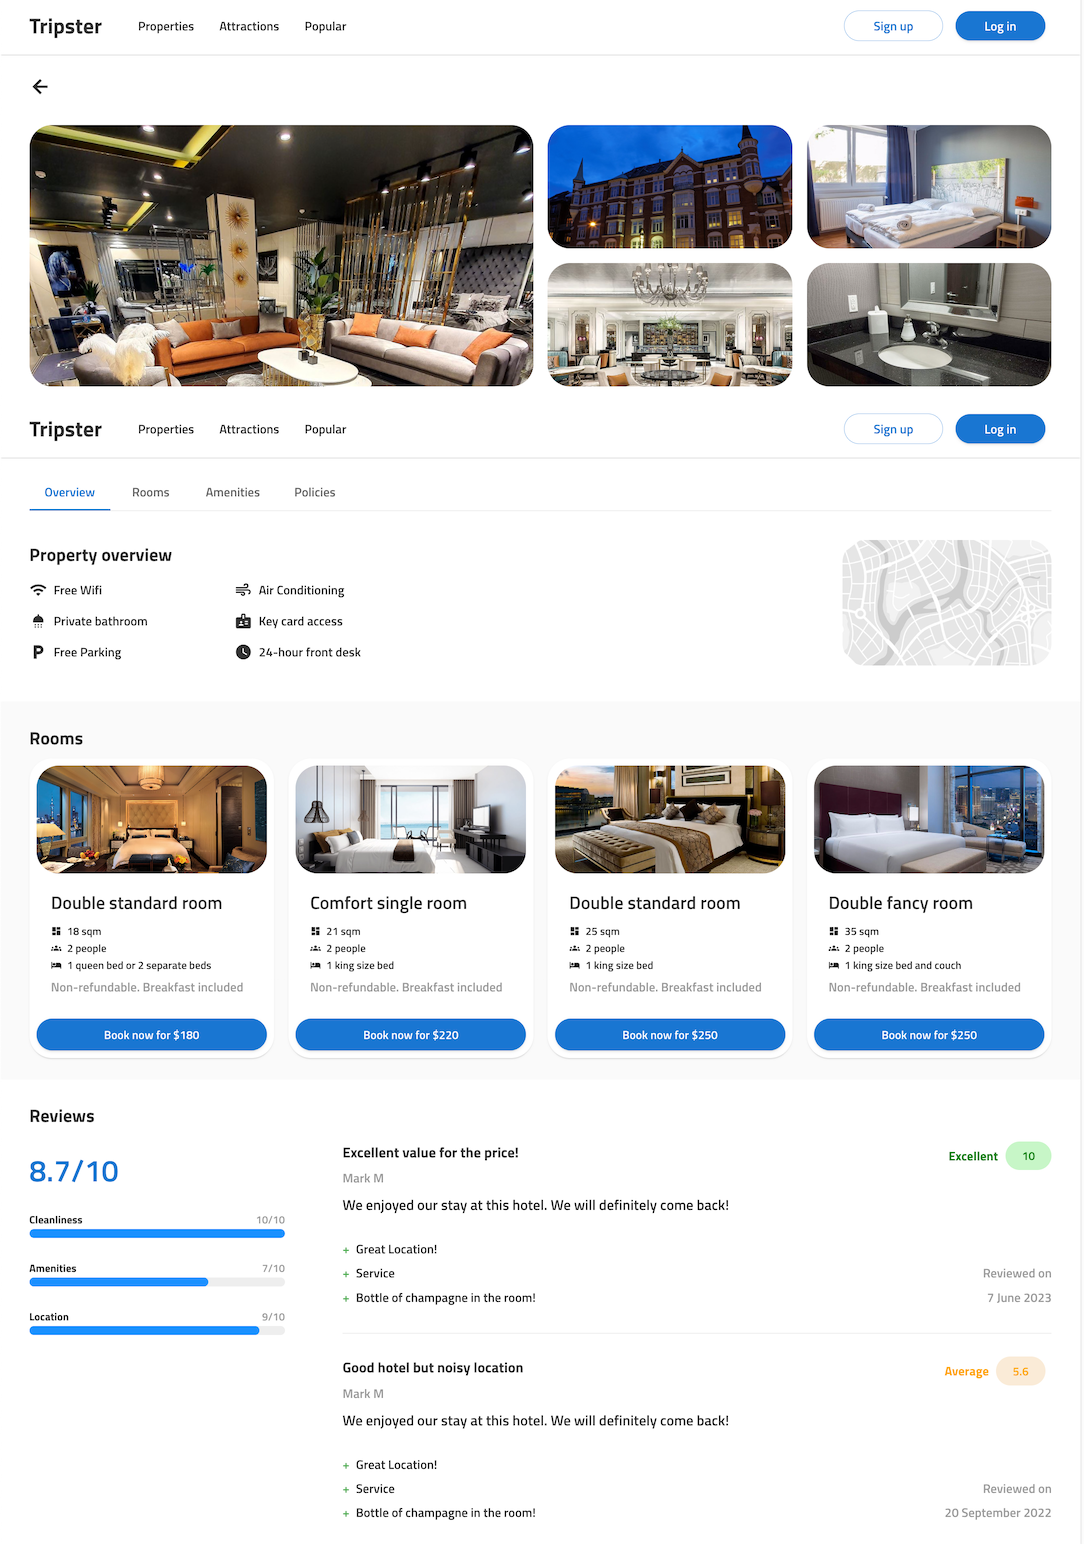 Tripster Properties Attractions Popular Sign up Log in
Tripster Properties Attractions Popular Sign up Log in
Overview Rooms Amenities Policies
Property overview
Free Wifi Air Conditioning
Private bathroom Key card access
Free Parking 24-hour front desk
Rooms
Double standard room
18 sqm
2 people
1 queen bed or 2 separate beds
Non-refundable. Breakfast included
Book now for $180
Comfort single room
21 sqm
2 people
1 king size bed
Non-refundable. Breakfast included
Book now for $220
Double standard room
25 sqm
2 people
1 king size bed
Non-refundable. Breakfast included
Book now for $250
Double fancy room
35 sqm
2 people
1 king size bed and couch
Non-refundable. Breakfast included
Book now for $250
Reviews
8.7/10
Cleanliness 10/10
Amenities 7/10
Location 9/10
Excellent value for the price! Excellent 10
Mark M
We enjoyed our stay at this hotel. We will definitely come back!
+ Great Location!
+ Service
+ Bottle of champagne in the room!
Reviewed on
7 June 2023
Good hotel but noisy location Average 5.6
Mark M
We enjoyed our stay at this hotel. We will definitely come back!
+ Great Location!
+ Service
+ Bottle of champagne in the room!
Reviewed on
20 September 2022